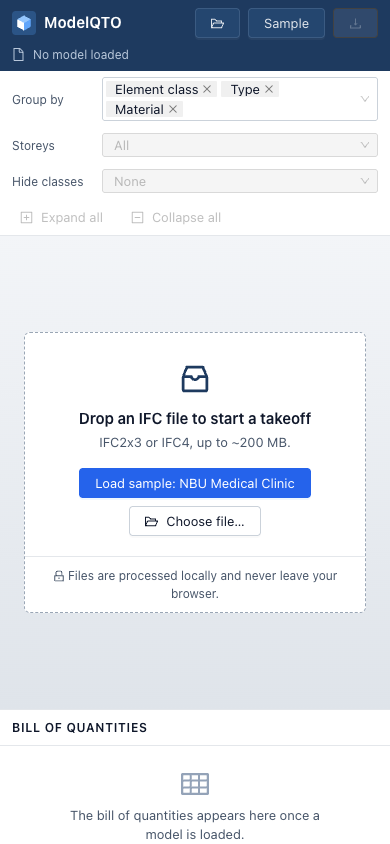 ModelQTO
Sample
No model loaded
Group by
Element class
Type
Material
Storeys
All
Hide classes
None
Expand all
Collapse all
Drop an IFC file to start a takeoff
IFC2x3 or IFC4, up to ~200 MB.
Load sample: NBU Medical Clinic
Choose file...
Files are processed locally and never leave your
browser.
BILL OF QUANTITIES
The bill of quantities appears here once a
model is loaded.